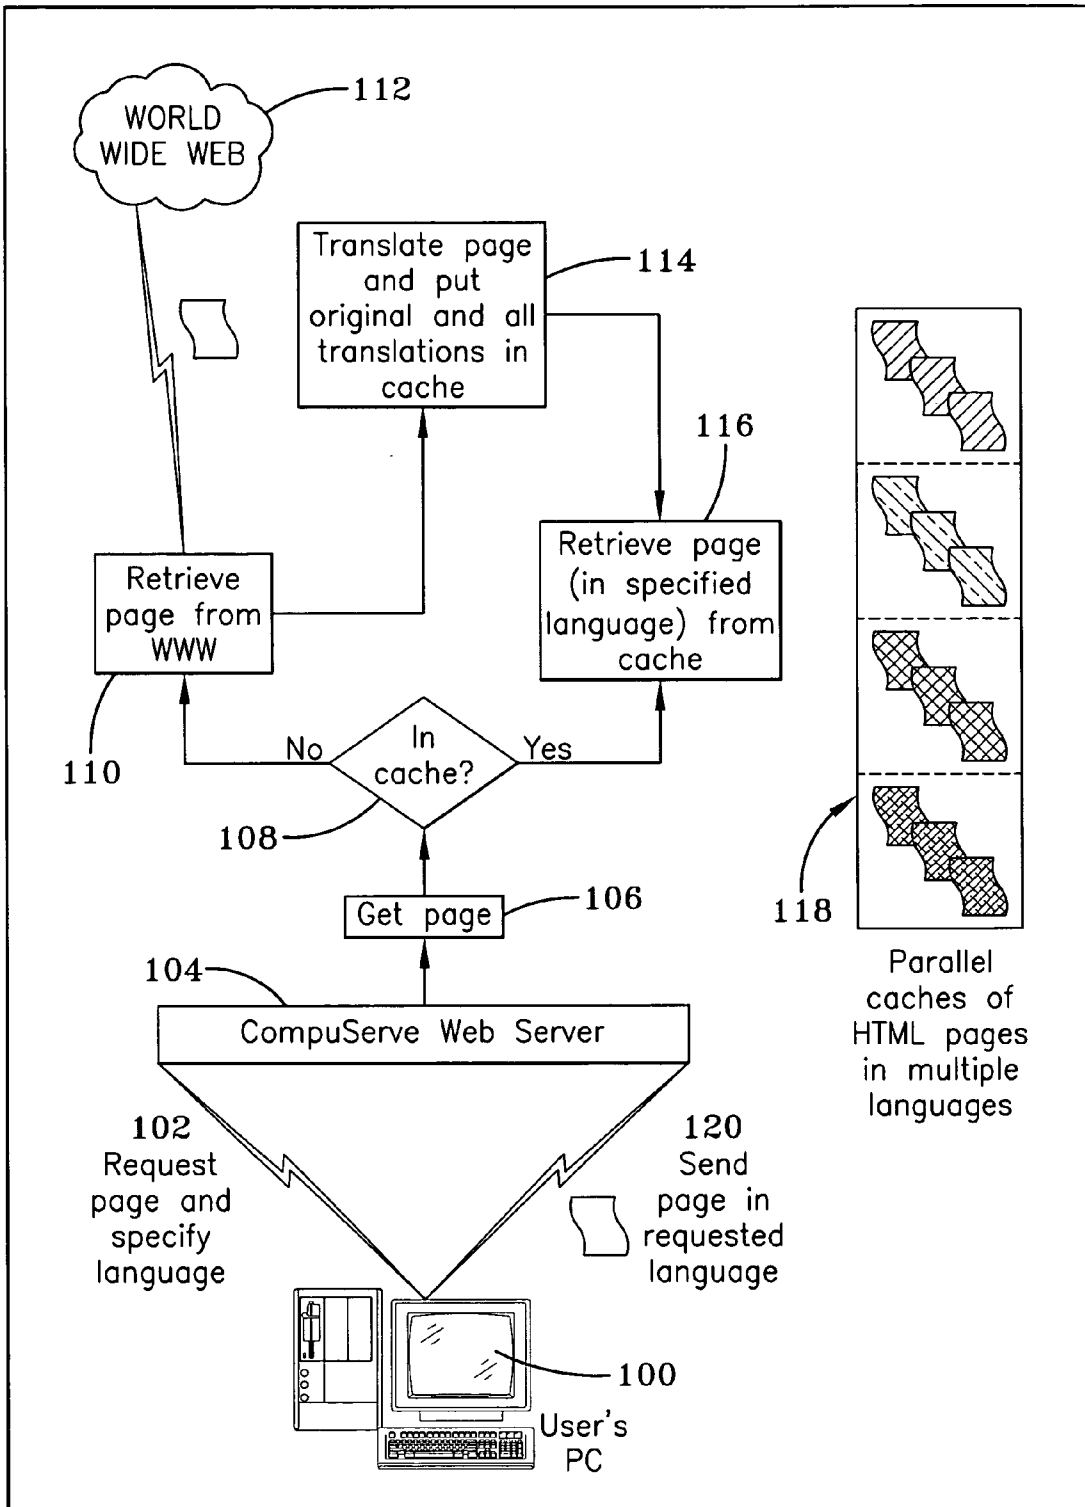 WORLD
WIDE WEB
112
Translate page
and put
original and all
translations in
cache
114
116
Retrieve
page from
WWW
110
Retrieve page
(in specified
language) from
cache
No
In
cache?
Yes
108
Get page
106
118
Parallel
caches of
HTML pages
in multiple
languages
104
CompuServe Web Server
102
Request
page and
specify
language
120
Send
page in
requested
language
100
User's
PC